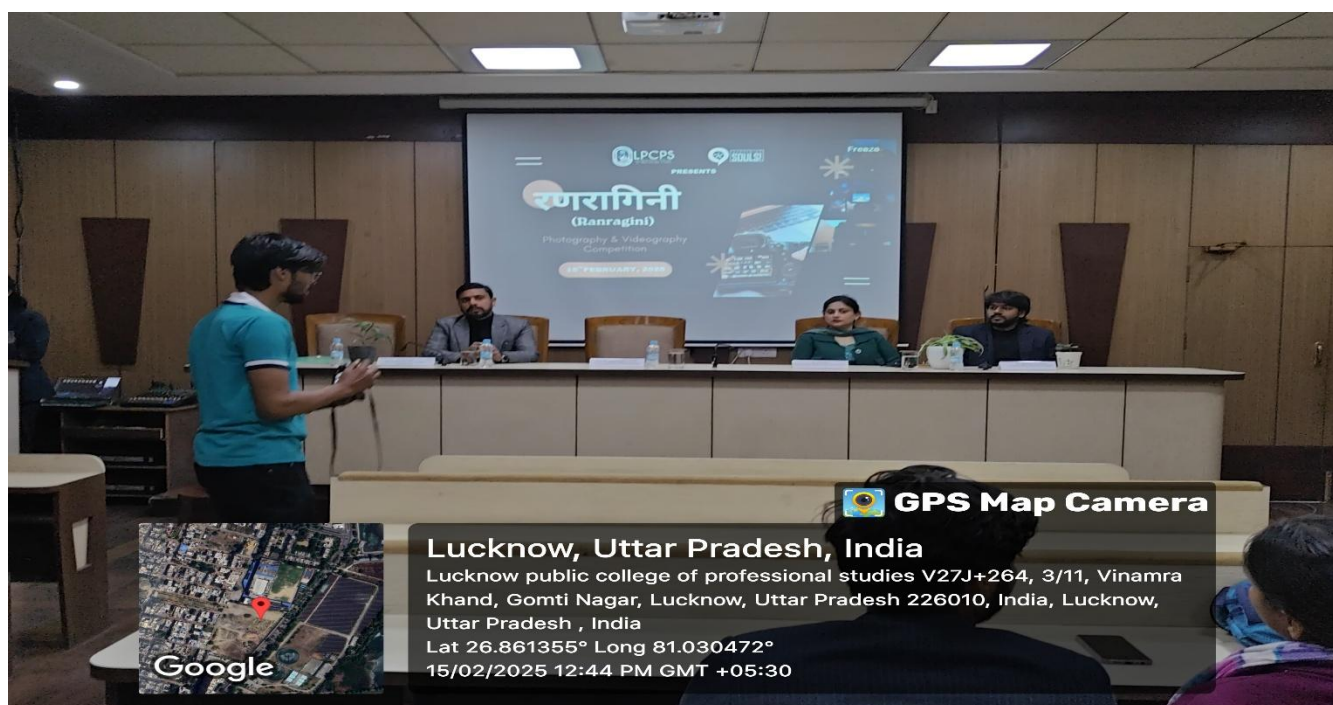 LPCPS
SOULS!
Freeze
PRESENTS
रणरागिनी
(Ranragini)
Photography & Videography
Competition
FEBRUARY,
GPS Map Camera
Lucknow, Uttar Pradesh, India
Lucknow public college of professional studies V27J+264, 3/11, Vinamra
Khand, Gomti Nagar, Lucknow, Uttar Pradesh 226010, India, Lucknow,
Uttar Pradesh , India
Lat 26.861355° Long 81.030472°
15/02/2025 12:44 PM GMT +05:30
Google